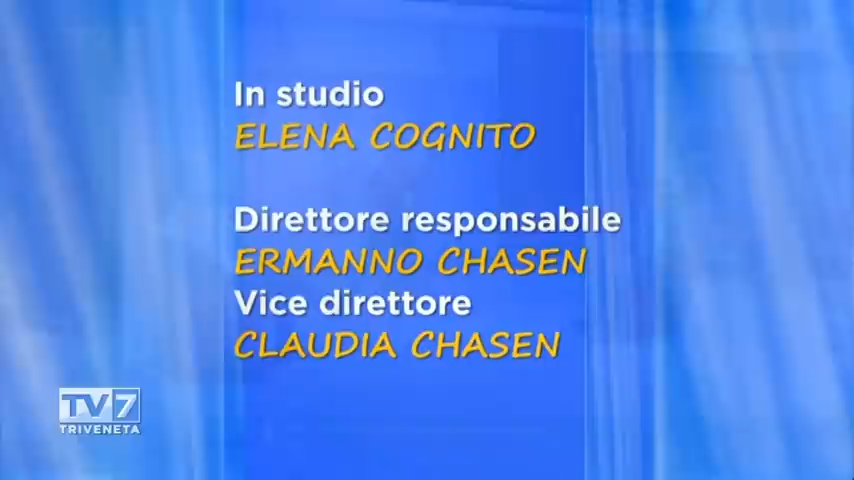 In studio
ELENA COGNITO
Direttore responsabile
ERMANNO CHASEN
Vice direttore
CLAUDIA CHASEN
TV7
TRIVENETA